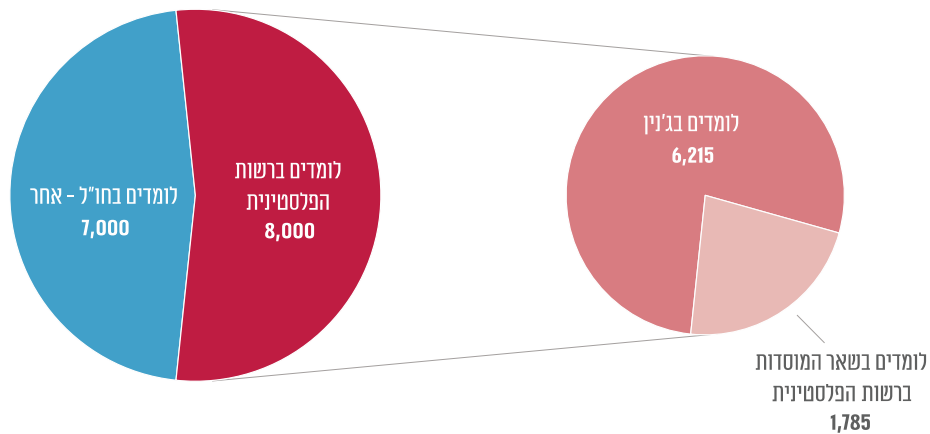 לומדים ברשות
הפלסטינית
8,000
לומדים בחו"ל - אחר
7,000
לומדים בג'נין
6,215
לומדים בשאר המוסדות
ברשות הפלסטינית
1,785